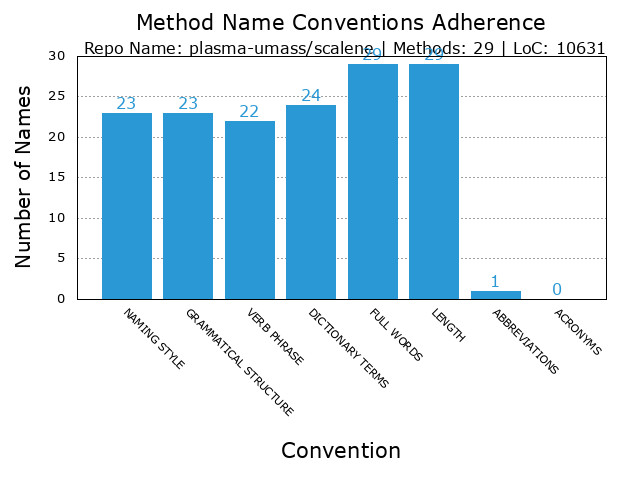 Method Name Conventions Adherence
Repo Name: plasma-umass/scalene | Methods: 29 | LoC: 10631
30
25
20
15
10
5
0
Number of Names
23
23
22
24
29
29
1
0
NAMING STYLE
GRAMMATICAL STRUCTURE
VERB PHRASE
DICTIONARY TERMS
FULL WORDS
LENGTH
ABBREVIATIONS
ACRONYMS
Convention